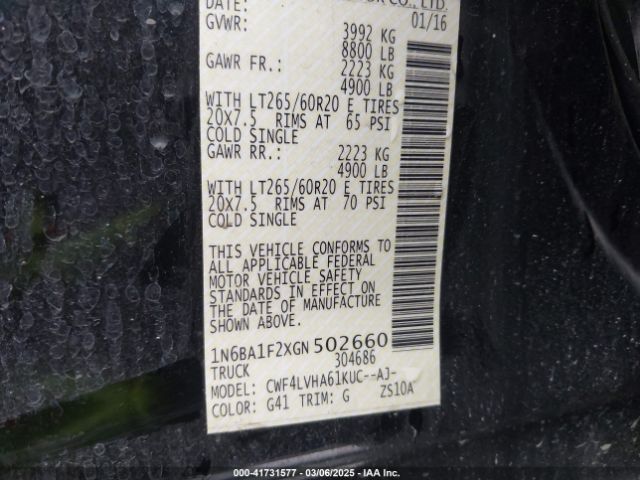 DATE: CO., LTD.
01/16
GVWR: 3992 KG
8800 LB
GAWR FR.: 2223 KG
4900 LB
WITH LT265/60R20 E TIRES
20X7.5 RIMS AT 65 PSI
COLD SINGLE
GAWR RR.: 2223 KG
4900 LB
WITH LT265/60R20 E TIRES
20X7.5 RIMS AT 70 PSI
COLD SINGLE
THIS VEHICLE CONFORMS TO
ALL APPLICABLE FEDERAL
MOTOR VEHICLE SAFETY
STANDARDS IN EFFECT ON
THE DATE OF MANUFACTURE
SHOWN ABOVE.
1N6BA1F2XGN502660
TRUCK 304686
MODEL: CWF4LVHA61KUC--AJ-
COLOR: G41 TRIM: G ZS10A
000-41731577 — 03/06/2025 — IAA Inc.